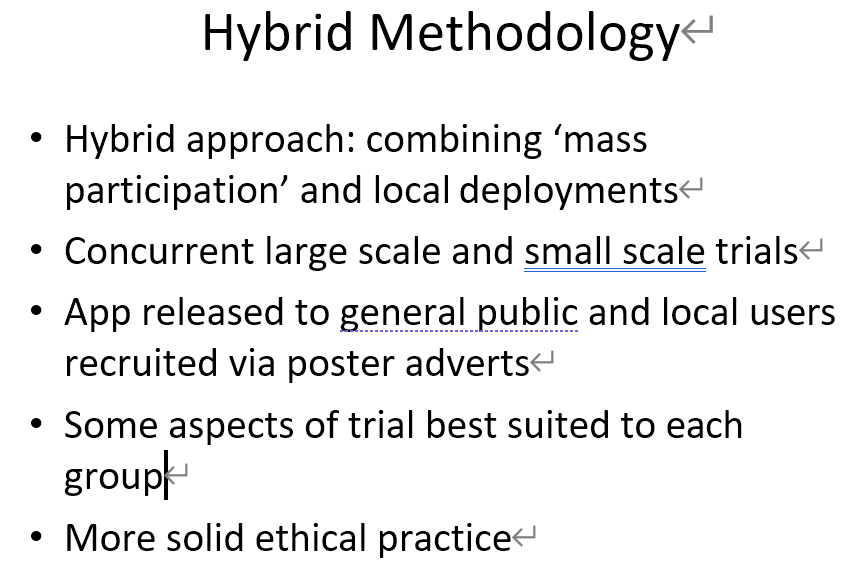 Hybrid Methodology
• Hybrid approach: combining ‘mass
participation’ and local deployments
• Concurrent large scale and small scale trials
• App released to general public and local users
recruited via poster adverts
• Some aspects of trial best suited to each
group
• More solid ethical practice